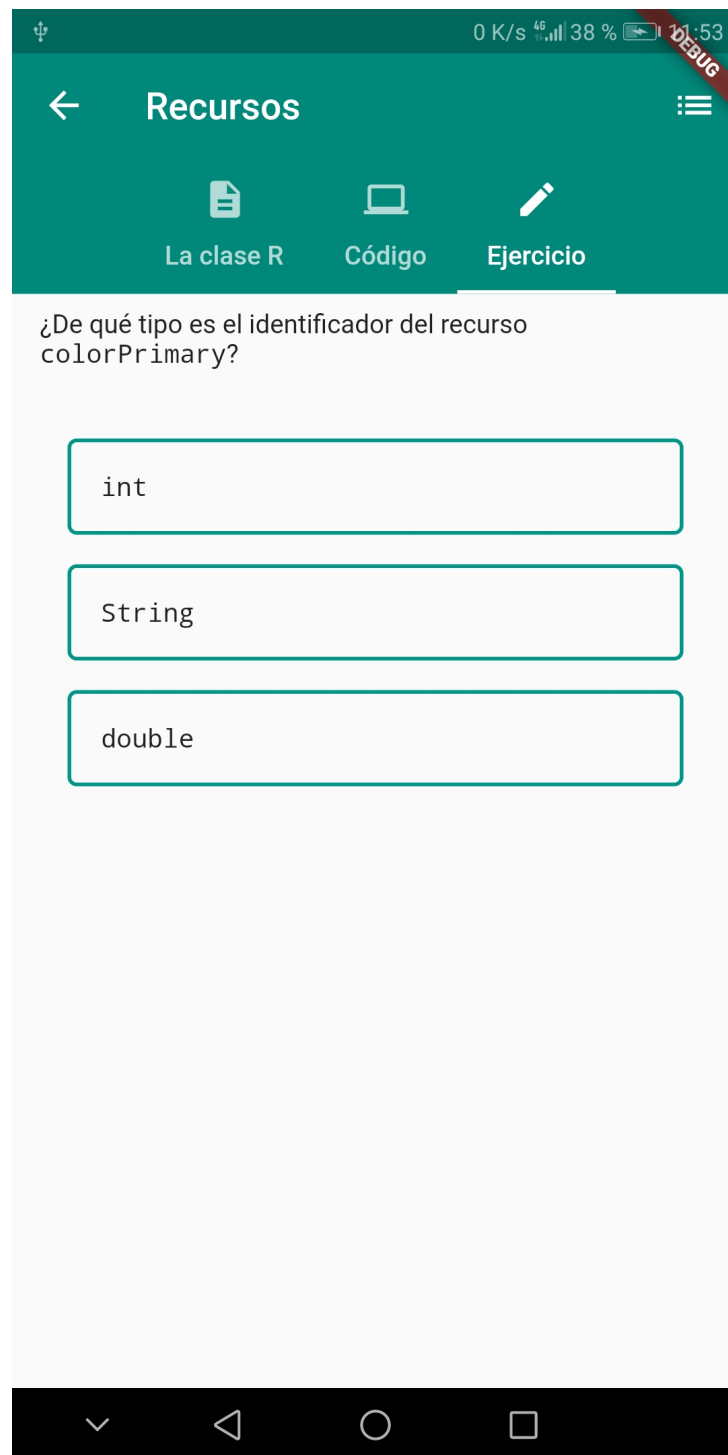 0 K/s 4G 38 % 11:53
DEBUG
Recursos
La clase R Código Ejercicio
¿De qué tipo es el identificador del recurso
colorPrimary?
int
String
double